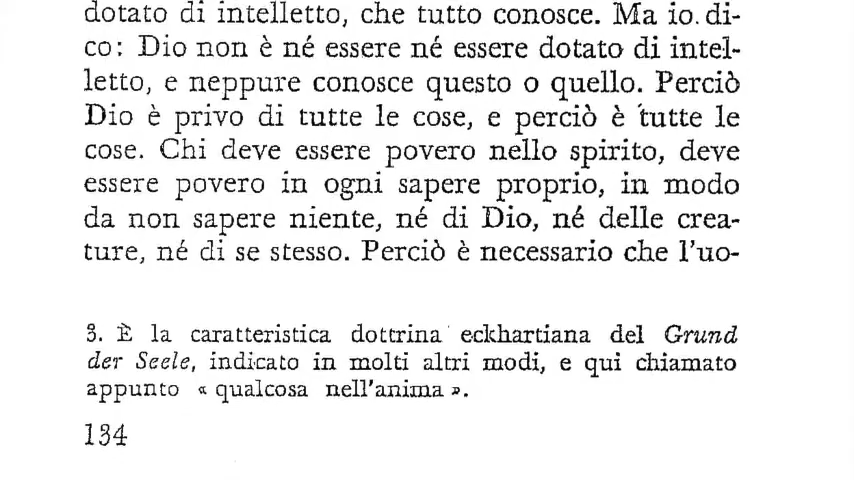 dotato di intelletto, che tutto conosce. Ma io di-
co: Dio non è né essere né essere dotato di intel-
letto, e neppure conosce questo o quello. Perciò
Dio è privo di tutte le cose, e perciò è tutte le
cose. Chi deve essere povero nello spirito, deve
essere povero in ogni sapere proprio, in modo
da non sapere niente, né di Dio, né delle crea-
ture, né di se stesso. Perciò è necessario che l'uo-
3. È la caratteristica dottrina eckhartiana del Grund
der Seele, indicato in molti altri modi, e qui chiamato
appunto « qualcosa nell'anima ».
134